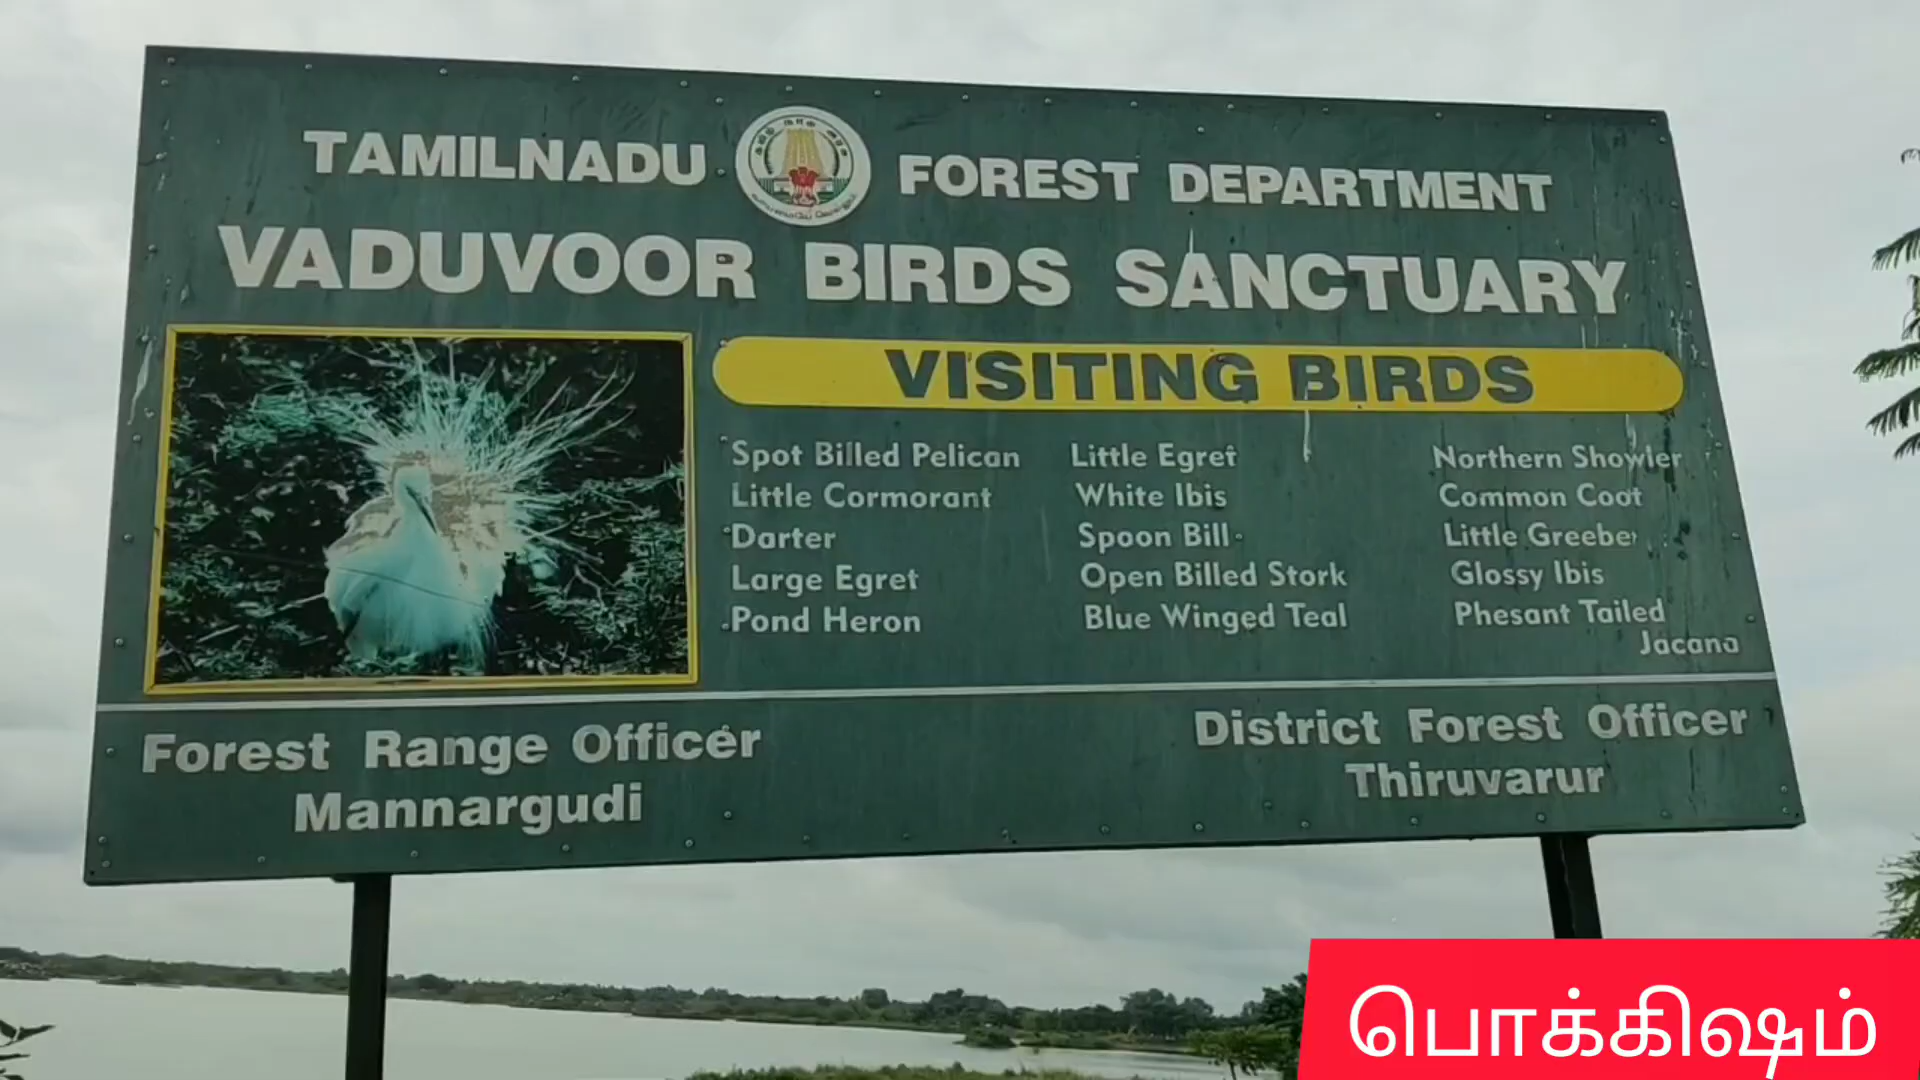 TAMILNADU FOREST DEPARTMENT
VADUVOOR BIRDS SANCTUARY
VISITING BIRDS
Spot Billed Pelican
Little Cormorant
Darter
Large Egret
Pond Heron
Little Egret
White Ibis
Spoon Bill
Open Billed Stork
Blue Winged Teal
Northern Showler
Common Coot
Little Greeber
Glossy Ibis
Phesant Tailed
Jacana
Forest Range Officer
Mannargudi
District Forest Officer
Thiruvarur
பொக்கிஷம்